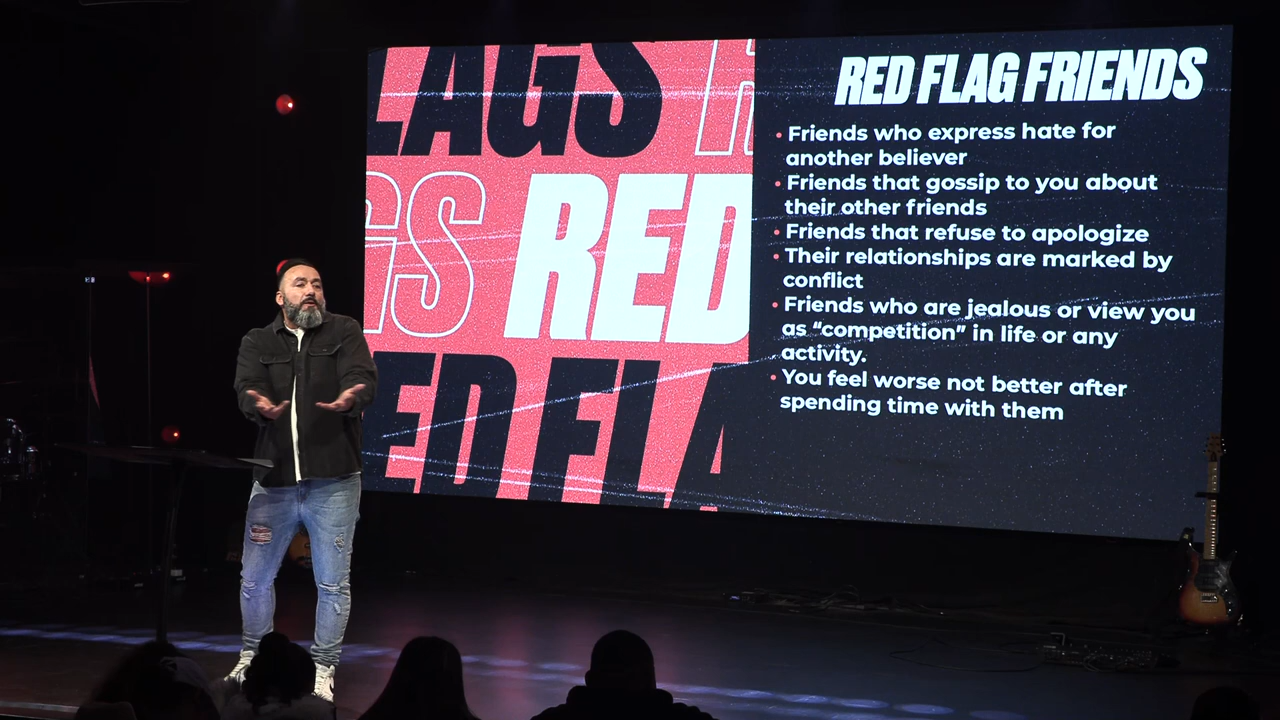 LAGS R
GS RED
ED FLA
RED FLAG FRIENDS
• Friends who express hate for
another believer
• Friends that gossip to you about
their other friends
• Friends that refuse to apologize
• Their relationships are marked by
conflict
• Friends who are jealous or view you
as “competition” in life or any
activity.
• You feel worse not better after
spending time with them